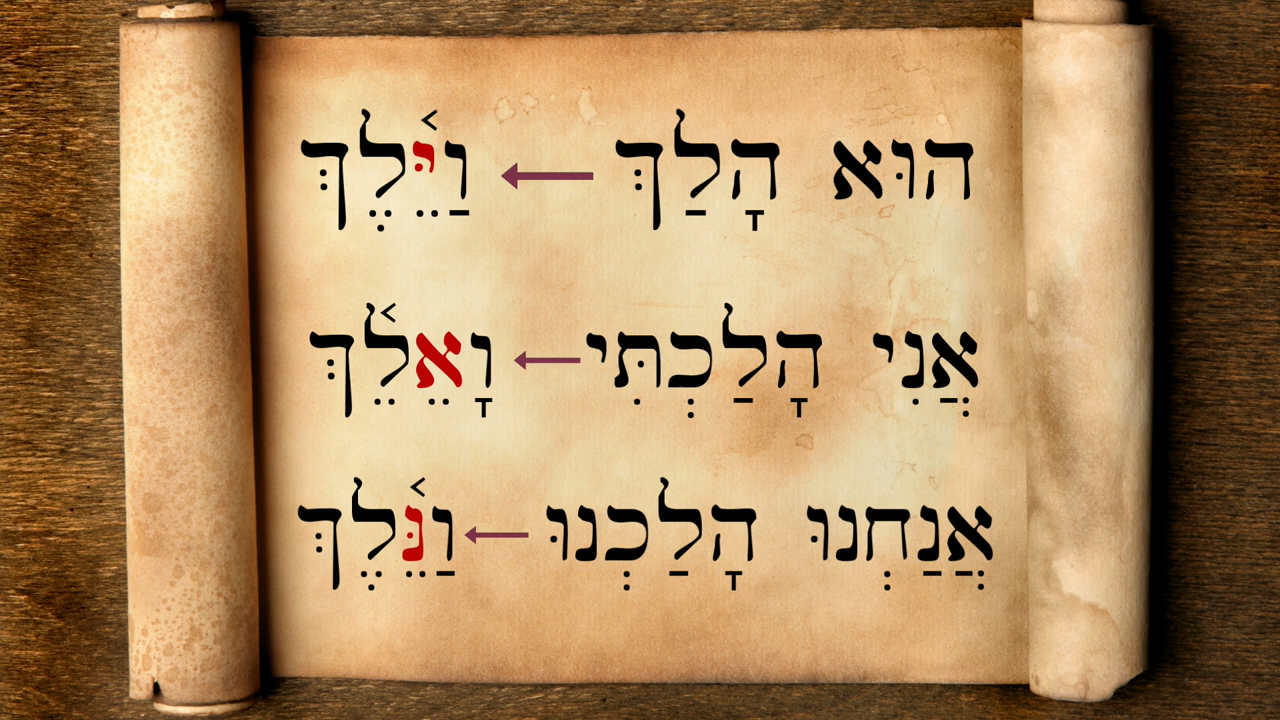 הוּא הָלַךְ ← וַיֵּ֫לֶךְ
אֲנִי הָלַכְתִּי ← וָאֵלֵ֫ךְ
אֲנַחְנוּ הָלַכְנוּ ← וַנֵּ֫לֶךְ